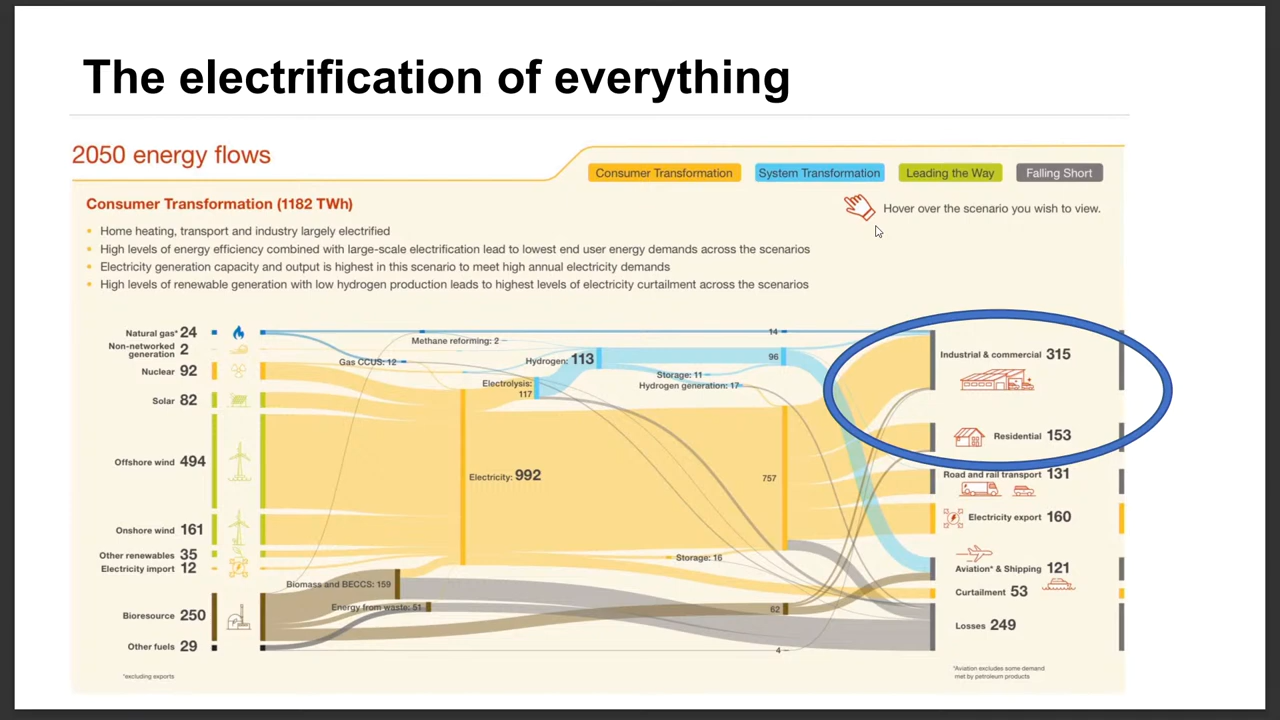 The electrification of everything
2050 energy flows
Consumer Transformation
System Transformation
Leading the Way
Falling Short
Consumer Transformation (1182 TWh)
Hover over the scenario you wish to view.
Home heating, transport and industry largely electrified
High levels of energy efficiency combined with large-scale electrification lead to lowest end user energy demands across the scenarios
Electricity generation capacity and output is highest in this scenario to meet high annual electricity demands
High levels of renewable generation with low hydrogen production leads to highest levels of electricity curtailment across the scenarios
Natural gas* 24
Non-networked
generation 2
Nuclear 92
Solar 82
Offshore wind 494
Onshore wind 161
Other renewables 35
Electricity import 12
Bioresource 250
Other fuels 29
*excluding exports
Methane reforming: 2
Gas CCUS: 12
Hydrogen: 113
Electrolysis:
117
Storage: 11
Hydrogen generation: 17
Electricity: 992
Storage: 16
Biomass and BECCS: 159
Energy from waste: 51
14
96
757
62
4
Industrial & commercial 315
Residential 153
Road and rail transport 131
Electricity export 160
Aviation* & Shipping 121
Curtailment 53
Losses 249
*Aviation excludes some demand
met by petroleum products